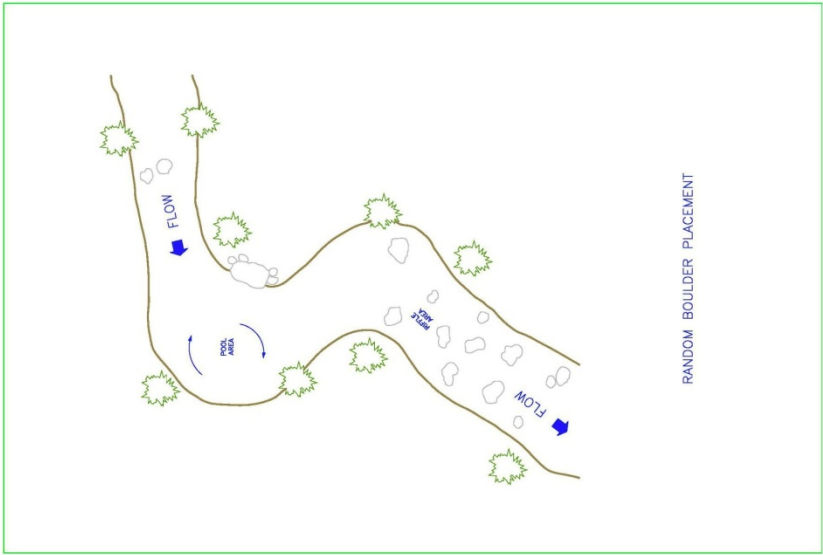 FLOW
POOL
AREA
RIFFLE
AREA
FLOW
RANDOM BOULDER PLACEMENT